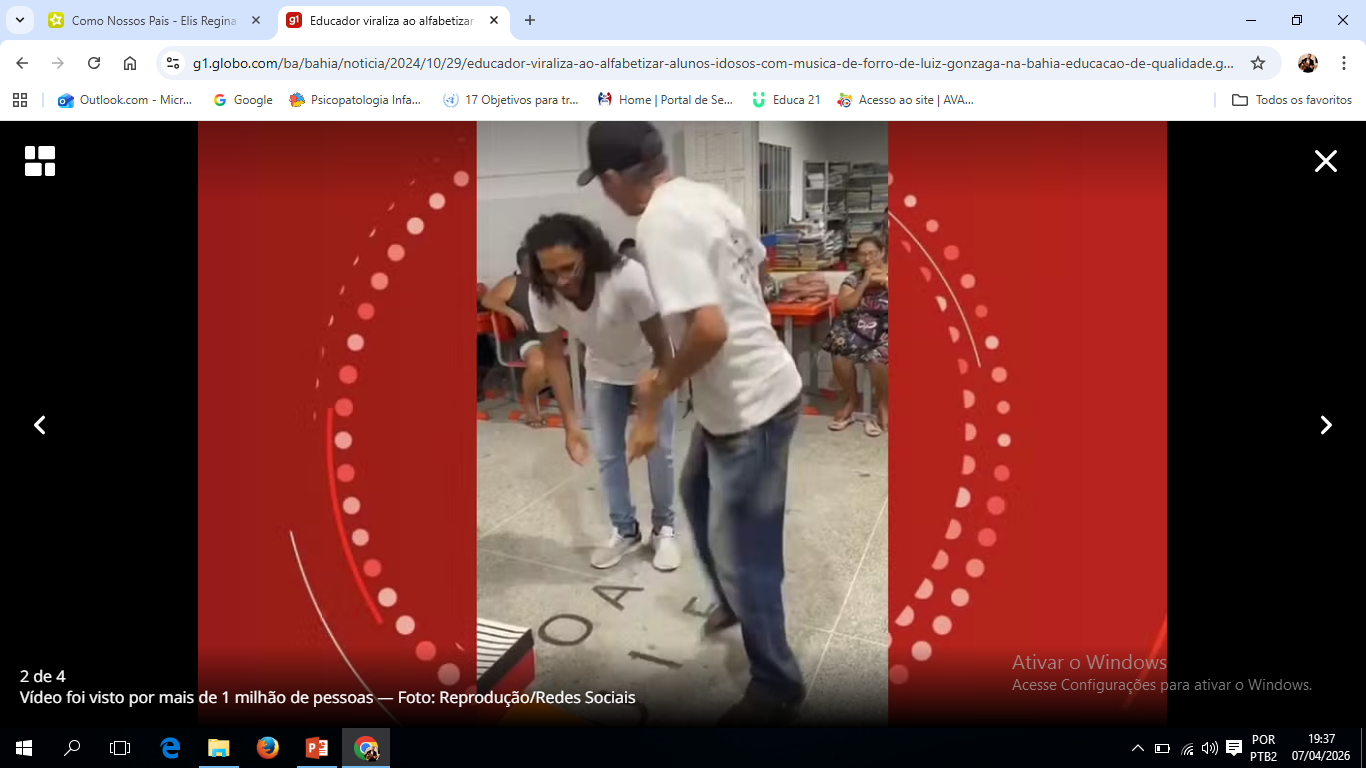 Como Nossos Pais - Elis Regina
Educador viraliza ao alfabetizar
g1.globo.com/ba/bahia/noticia/2024/10/29/educador-viraliza-ao-alfabetizar-alunos-idosos-com-musica-de-forro-de-luiz-gonzaga-na-bahia-educacao-de-qualidade.g...
Outlook.com - Micr...
Google
Psicopatologia Infa...
17 Objetivos para tr...
Home | Portal de Se...
Educa 21
Acesso ao site | AVA...
Todos os favoritos
A
E
O
I
2 de 4
Vídeo foi visto por mais de 1 milhão de pessoas — Foto: Reprodução/Redes Sociais
Ativar o Windows
Acesse Configurações para ativar o Windows.
POR
PTB2
19:37
07/04/2026